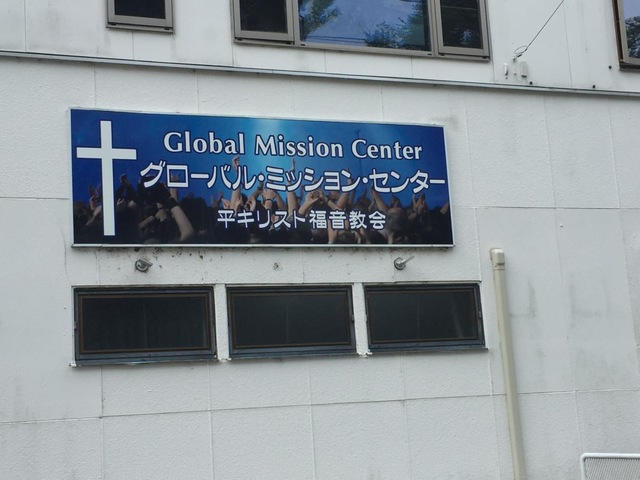 Global Mission Center
グローバル・ミッション・センター
平キリスト福音教会